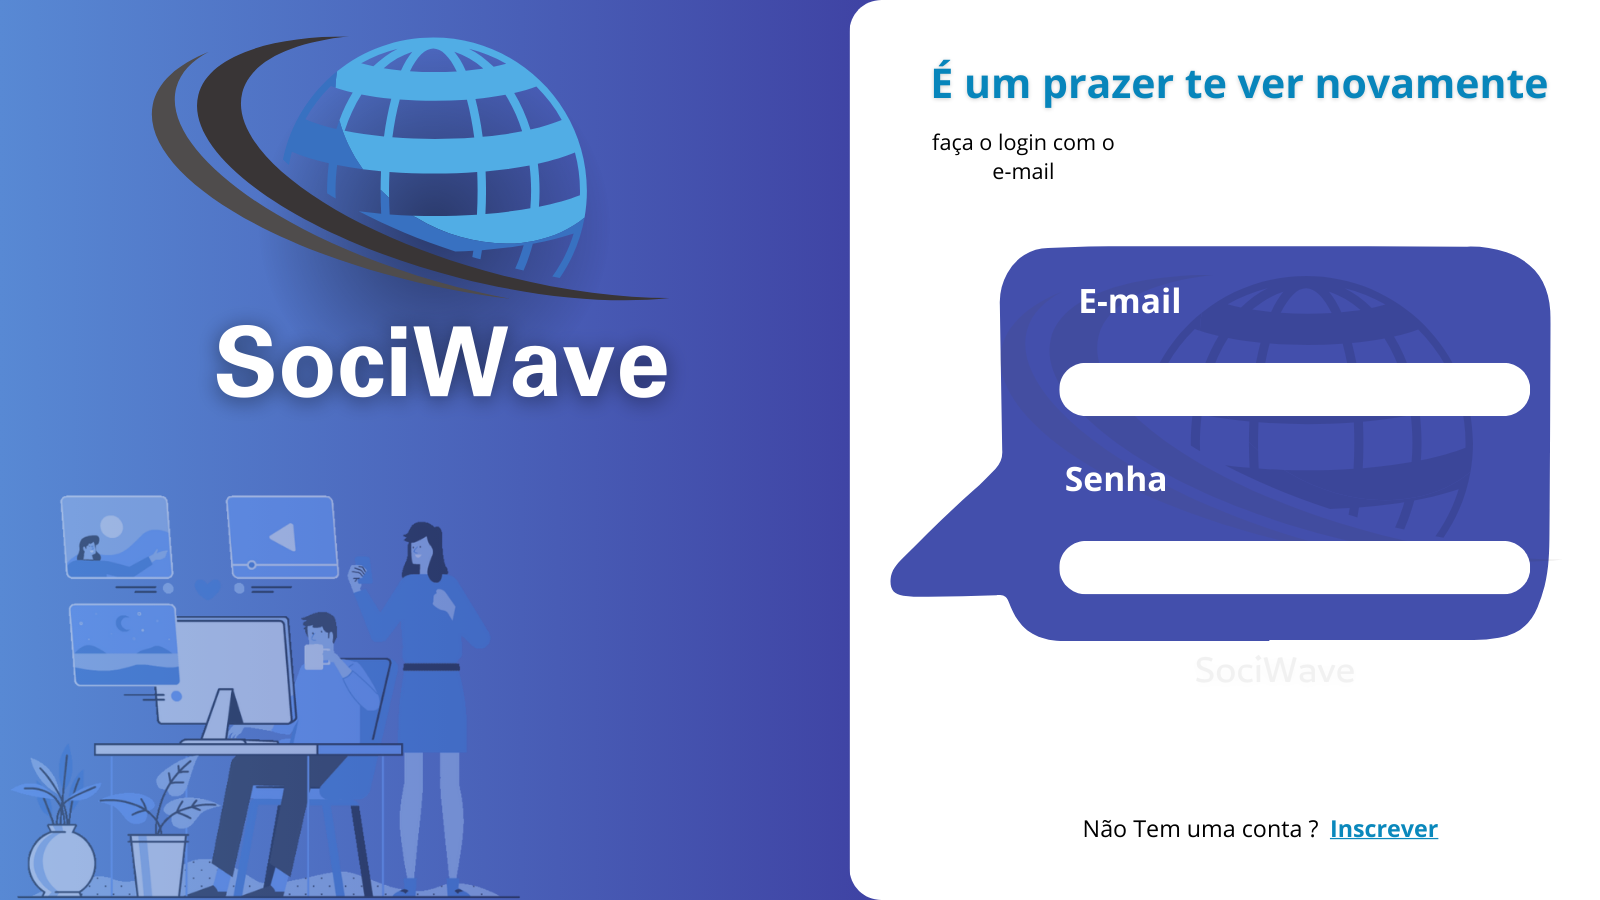 SociWave
É um prazer te ver novamente
faça o login com o
e-mail
E-mail
Senha
SociWave
Não Tem uma conta ? Inscrever